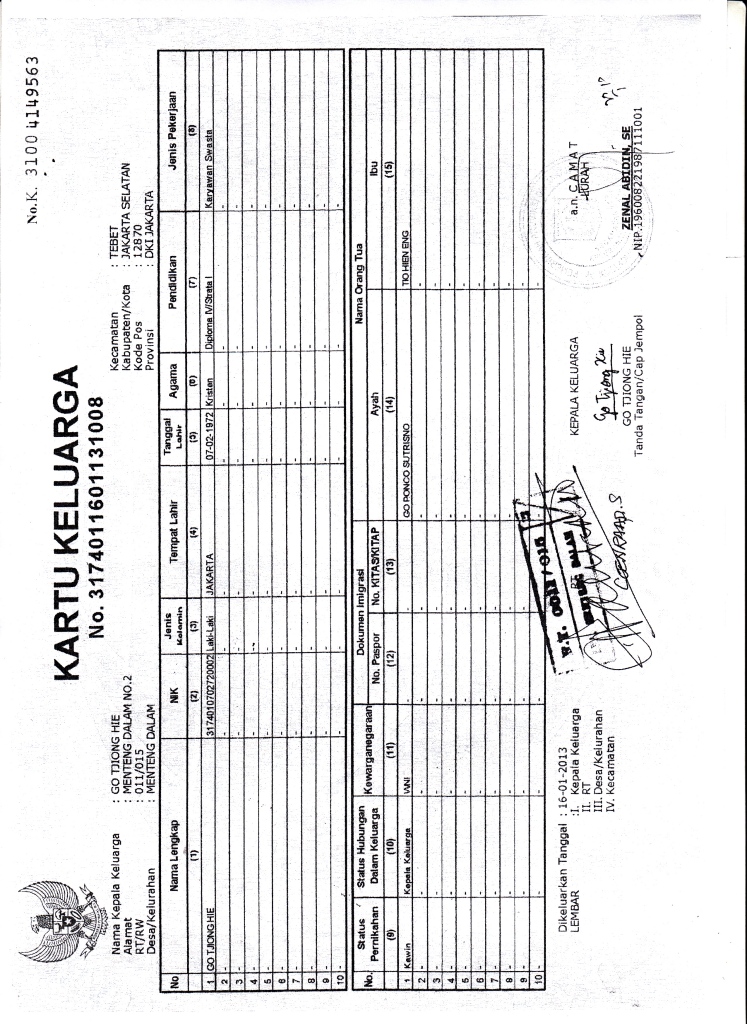 No.K. 3100 4149563
KARTU KELUARGA
No. 3174011601131008
Nama Kepala Keluarga : GO TJIONG HIE
Alamat : MENTENG DALAM NO.2
RT/RW : 011/015
Desa/Kelurahan : MENTENG DALAM
Kecamatan : TEBET
Kabupaten/Kota : JAKARTA SELATAN
Kode Pos : 12870
Provinsi : DKI JAKARTA
No Nama Lengkap NIK Jenis Kelamin Tempat Lahir Tanggal Lahir Agama Pendidikan Jenis Pekerjaan
(1) (2) (3) (4) (5) (6) (7) (8)
1 GO TJIONG HIE 3174010702720002 Laki-Laki JAKARTA 07-02-1972 Kristen Diploma IV/Strata I Karyawan Swasta
2 - - - - - - - -
3 - - - - - - - -
4 - - - - - - - -
5 - - - - - - - -
6 - - - - - - - -
7 - - - - - - - -
8 - - - - - - - -
9 - - - - - - - -
10 - - - - - - - -
No. Status Pernikahan Status Hubungan Dalam Keluarga Kewarganegaraan Dokumen Imigrasi Nama Orang Tua
No. Paspor No. KITAS/KITAP Ayah Ibu
(9) (10) (11) (12) (13) (14) (15)
1 Kawin Kepala Keluarga WNI - - GO PONCO SUTRISNO TIO HIEN ENG
2 - - - - - - -
3 - - - - - - -
4 - - - - - - -
5 - - - - - - -
6 - - - - - - -
7 - - - - - - -
8 - - - - - - -
9 - - - - - - -
10 - - - - - - -
Dikeluarkan Tanggal : 16-01-2013
LEMBAR : I. Kepala Keluarga
II. RT
III. Desa/Kelurahan
IV. Kecamatan
R.T. 0011/015
RT
DALAM
COENRAAD.S
KEPALA KELUARGA
Go Tjiong Hie
GO TJIONG HIE
Tanda Tangan/Cap Jempol
a.n. CAMAT
LURAH
ZENAL ABIDIN, SE
NIP.196008221987111001